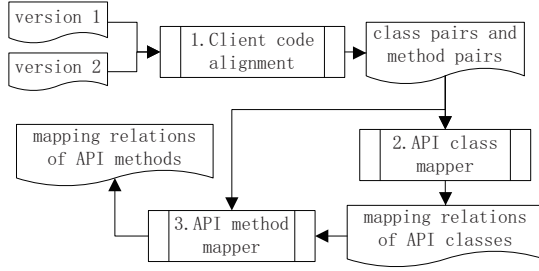 version 1
version 2
1.Client code
alignment
class pairs and
method pairs
mapping relations
of API methods
2.API class
mapper
3.API method
mapper
mapping relations
of API classes